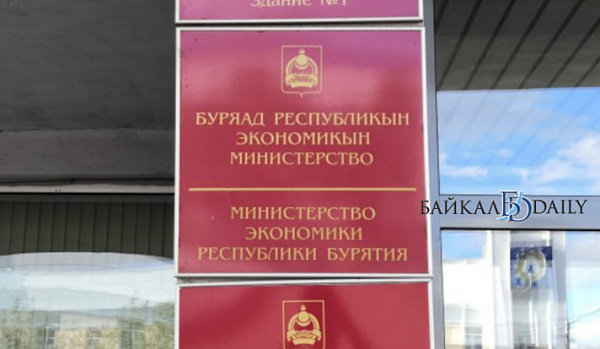 Здание №1
БУРЯАД РЕСПУБЛИКЫН
ЭКОНОМИКЫН
МИНИСТЕРСТВО
МИНИСТЕРСТВО
ЭКОНОМИКИ
РЕСПУБЛИКИ БУРЯТИЯ
БАЙКАЛ DAILY